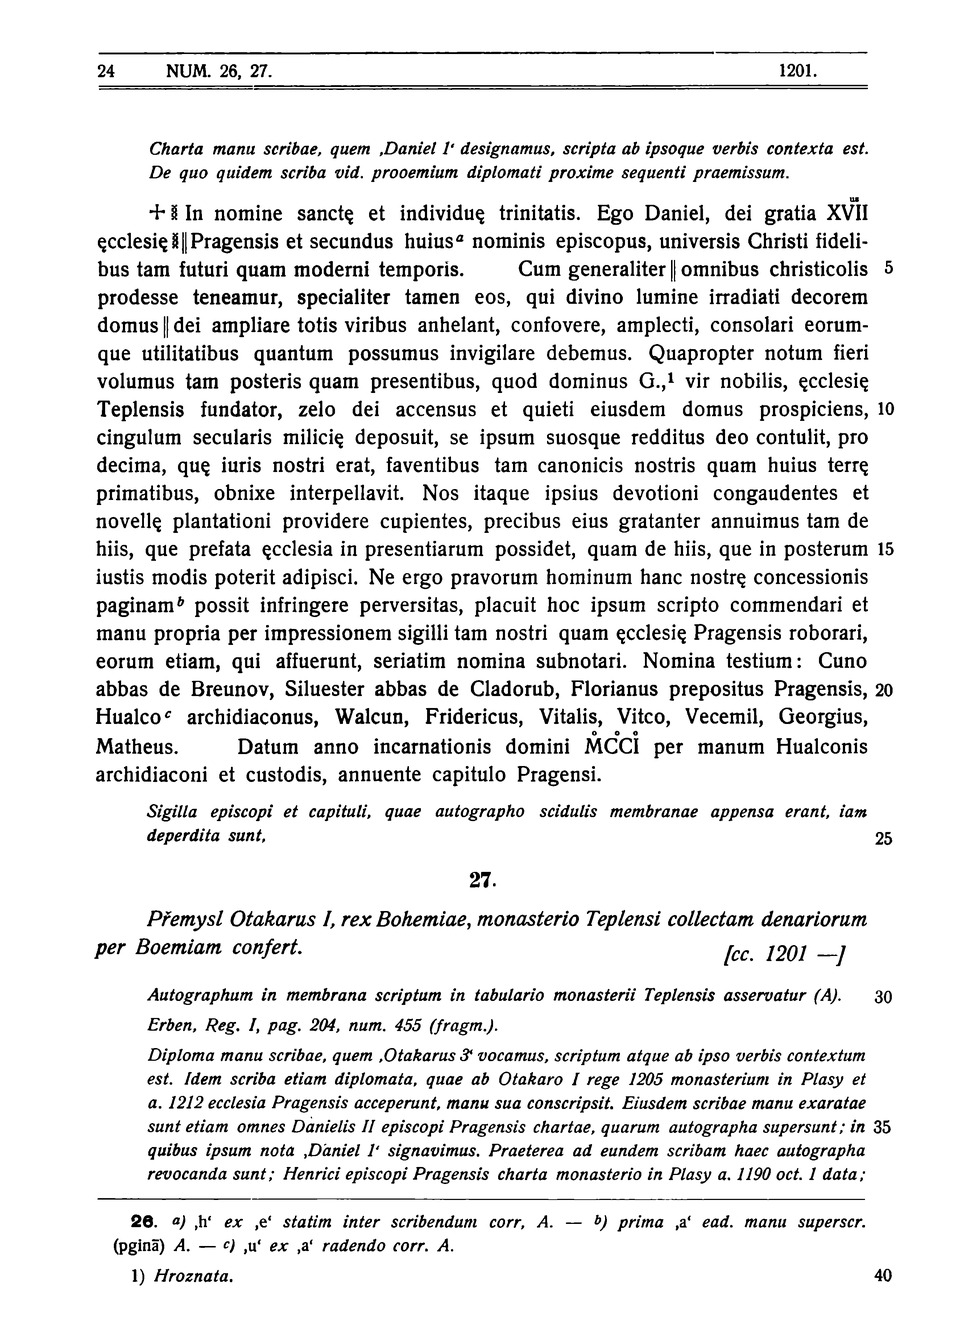 24 NUM. 26, 27. 1201.
Charta manu scribae, quem ‚Daniel 1‘ designamus, scripta ab ipsoque verbis contexta est.
De quo quidem scriba vid. prooemium diplomati proxime sequenti praemissum.
+ ⁞ In nomine sanctę et individuę trinitatis. Ego Daniel, dei gratia XVII^us
ęcclesię ⁞ || Pragensis et secundus huius a nominis episcopus, universis Christi fideli-
bus tam futuri quam moderni temporis. Cum generaliter || omnibus christicolis 5
prodesse teneamur, specialiter tamen eos, qui divino lumine irradiati decorem
domus || dei ampliare totis viribus anhelant, confovere, amplecti, consolari eorum-
que utilitatibus quantum possumus invigilare debemus. Quapropter notum fieri
volumus tam posteris quam presentibus, quod dominus G.,¹ vir nobilis, ęcclesię
Teplensis fundator, zelo dei accensus et quieti eiusdem domus prospiciens, 10
cingulum secularis milicię deposuit, se ipsum suosque redditus deo contulit, pro
decima, quę iuris nostri erat, faventibus tam canonicis nostris quam huius terrę
primatibus, obnixe interpellavit. Nos itaque ipsius devotioni congaudentes et
novellę plantationi providere cupientes, precibus eius gratanter annuimus tam de
hiis, que prefata ęcclesia in presentiarum possidet, quam de hiis, que in posterum 15
iustis modis poterit adipisci. Ne ergo pravorum hominum hanc nostrę concessionis
paginam b possit infringere perversitas, placuit hoc ipsum scripto commendari et
manu propria per impressionem sigilli tam nostri quam ęcclesię Pragensis roborari,
eorum etiam, qui affuerunt, seriatim nomina subnotari. Nomina testium: Cuno
abbas de Breunov, Siluester abbas de Cladorub, Florianus prepositus Pragensis, 20
Hualco c archidiaconus, Walcun, Fridericus, Vitalis, Vitco, Vecemil, Georgius,
Matheus. Datum anno incarnationis domini M̊C̊C̊I̊ per manum Hualconis
archidiaconi et custodis, annuente capitulo Pragensi.
Sigilla episcopi et capituli, quae autographo scidulis membranae appensa erant, iam
deperdita sunt. 25
27.
Přemysl Otakarus I, rex Bohemiae, monasterio Teplensi collectam denariorum
per Boemiam confert. [cc. 1201 —]
Autographum in membrana scriptum in tabulario monasterii Teplensis asservatur (A). 30
Erben, Reg. I, pag. 204, num. 455 (fragm.).
Diploma manu scribae, quem ‚Otakarus 3‘ vocamus, scriptum atque ab ipso verbis contextum
est. Idem scriba etiam diplomata, quae ab Otakaro I rege 1205 monasterium in Plasy et
a. 1212 ecclesia Pragensis acceperunt, manu sua conscripsit. Eiusdem scribae manu exaratae
sunt etiam omnes Danielis II episcopi Pragensis chartae, quarum autographa supersunt; in 35
quibus ipsum nota ‚Daniel 1‘ signavimus. Praeterea ad eundem scribam haec autographa
revocanda sunt; Henrici episcopi Pragensis charta monasterio in Plasy a. 1190 oct. 1 data;
26. a) ‚h‘ ex ‚e‘ statim inter scribendum corr, A. — b) prima ‚a‘ ead. manu superscr.
(pginā) A. — c) ‚u‘ ex ‚a‘ radendo corr. A.
1) Hroznata. 40